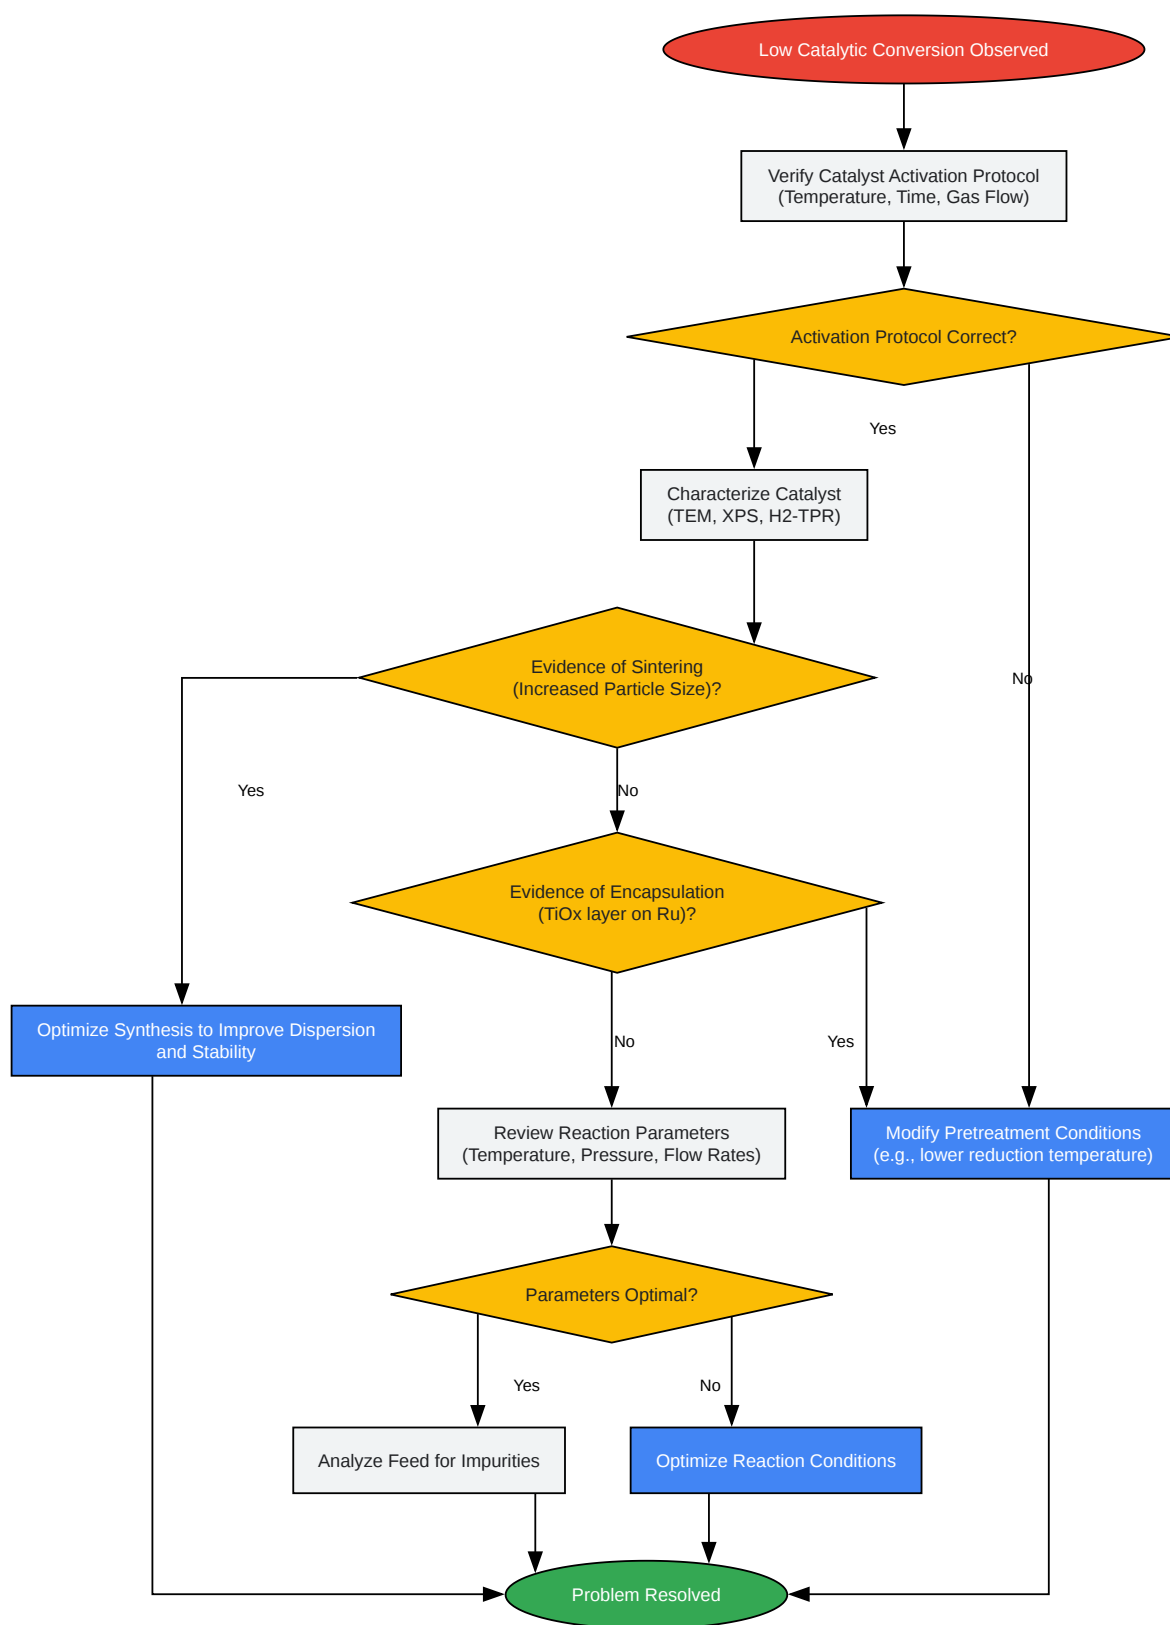 Low Catalytic Conversion Observed
Verify Catalyst Activation Protocol
(Temperature, Time, Gas Flow)
Activation Protocol Correct?
Yes
Characterize Catalyst
(TEM, XPS, H2-TPR)
Evidence of Sintering
(Increased Particle Size)?
No
Yes
No
Evidence of Encapsulation
(TiOx layer on Ru)?
Optimize Synthesis to Improve Dispersion
and Stability
No
Yes
Review Reaction Parameters
(Temperature, Pressure, Flow Rates)
Modify Pretreatment Conditions
(e.g., lower reduction temperature)
Parameters Optimal?
Yes
No
Analyze Feed for Impurities
Optimize Reaction Conditions
Problem Resolved